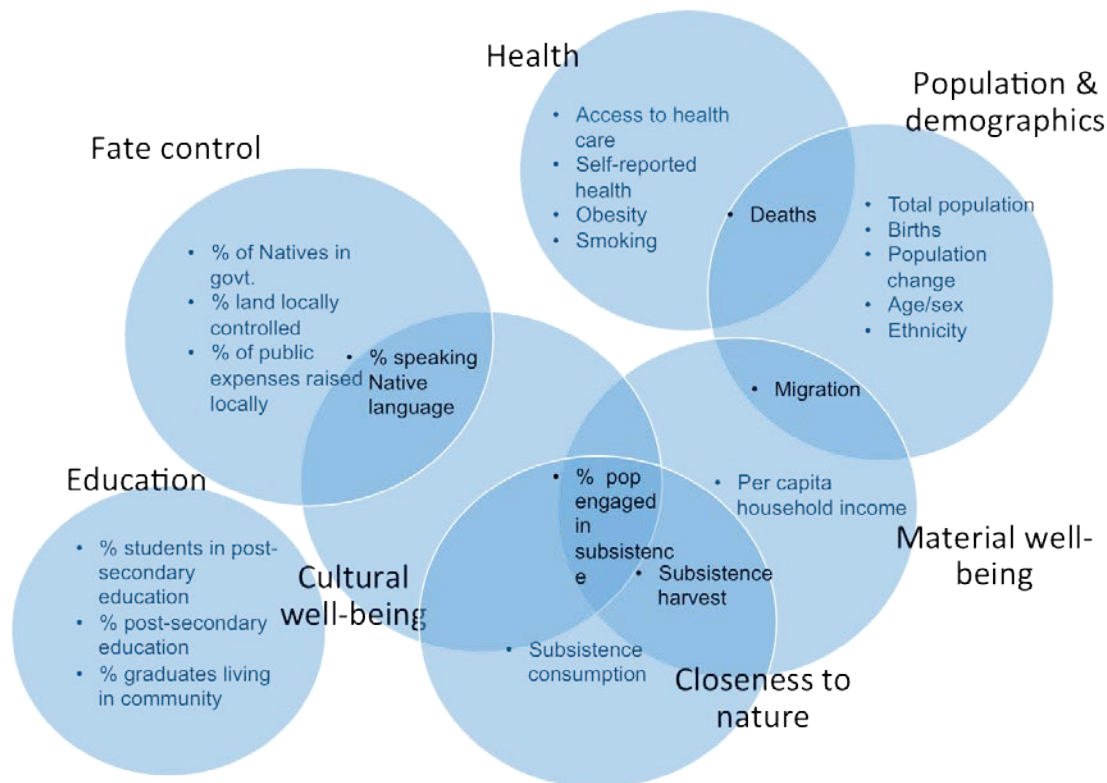 Health
• Access to health
care
• Self-reported
health
• Obesity
• Smoking
Population &
demographics
• Deaths
• Total population
• Births
• Population
change
• Age/sex
• Ethnicity
Fate control
• % of Natives in
govt.
• % land locally
controlled
• % of public
expenses raised
locally
• % speaking
Native
language
• Migration
Education
• % students in post-
secondary
education
• % post-secondary
education
• % graduates living
in community
Cultural
well-being
• % pop
engaged
in
subsistenc
e
• Per capita
household income
Material well-
being
• Subsistence
harvest
• Subsistence
consumption
Closeness to
nature